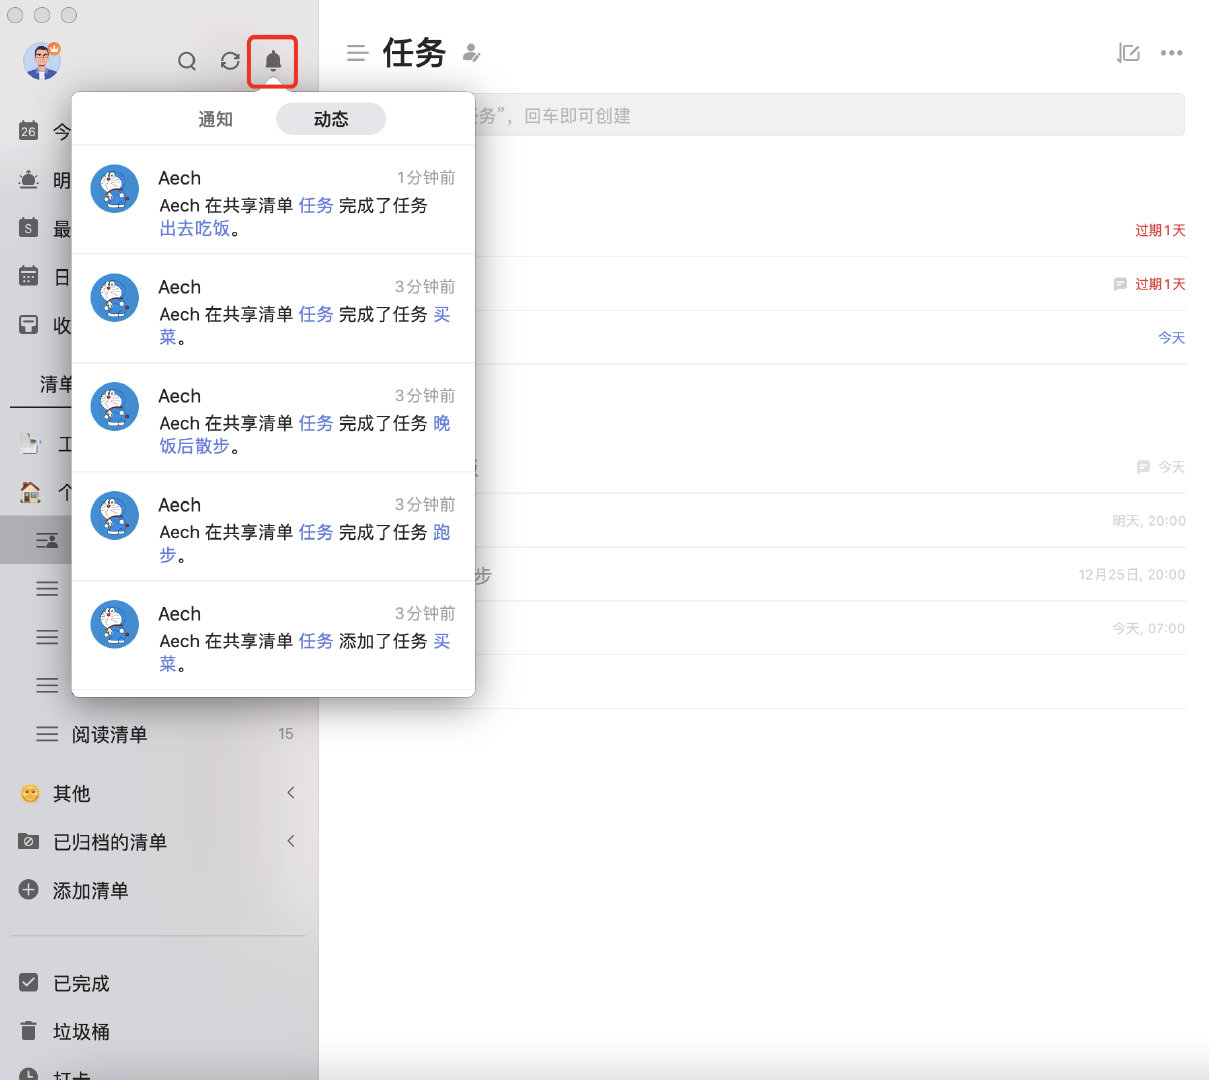 任务
务”，回车即可创建
通知
动态
Aech
1分钟前
Aech 在共享清单 任务 完成了任务
出去吃饭。
Aech
3分钟前
Aech 在共享清单 任务 完成了任务 买
菜。
Aech
3分钟前
Aech 在共享清单 任务 完成了任务 晚
饭后散步。
Aech
3分钟前
Aech 在共享清单 任务 完成了任务 跑
步。
Aech
3分钟前
Aech 在共享清单 任务 添加了任务 买
菜。
26
今
明
S
最
日
收
清单
工
个
阅读清单
15
其他
已归档的清单
添加清单
已完成
垃圾桶
打卡
过期1天
过期1天
今天
今天
明天, 20:00
步
12月25日, 20:00
今天, 07:00